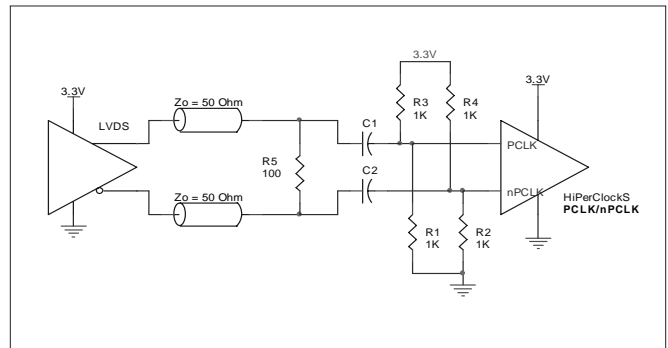 3.3V
3.3V
3.3V
Zo = 50 Ohm
LVDS
C1
R3
1K
R4
1K
PCLK
R5
100
C2
nPCLK
Zo = 50 Ohm
HiPerClockS
PCLK/nPCLK
R1
1K
R2
1K